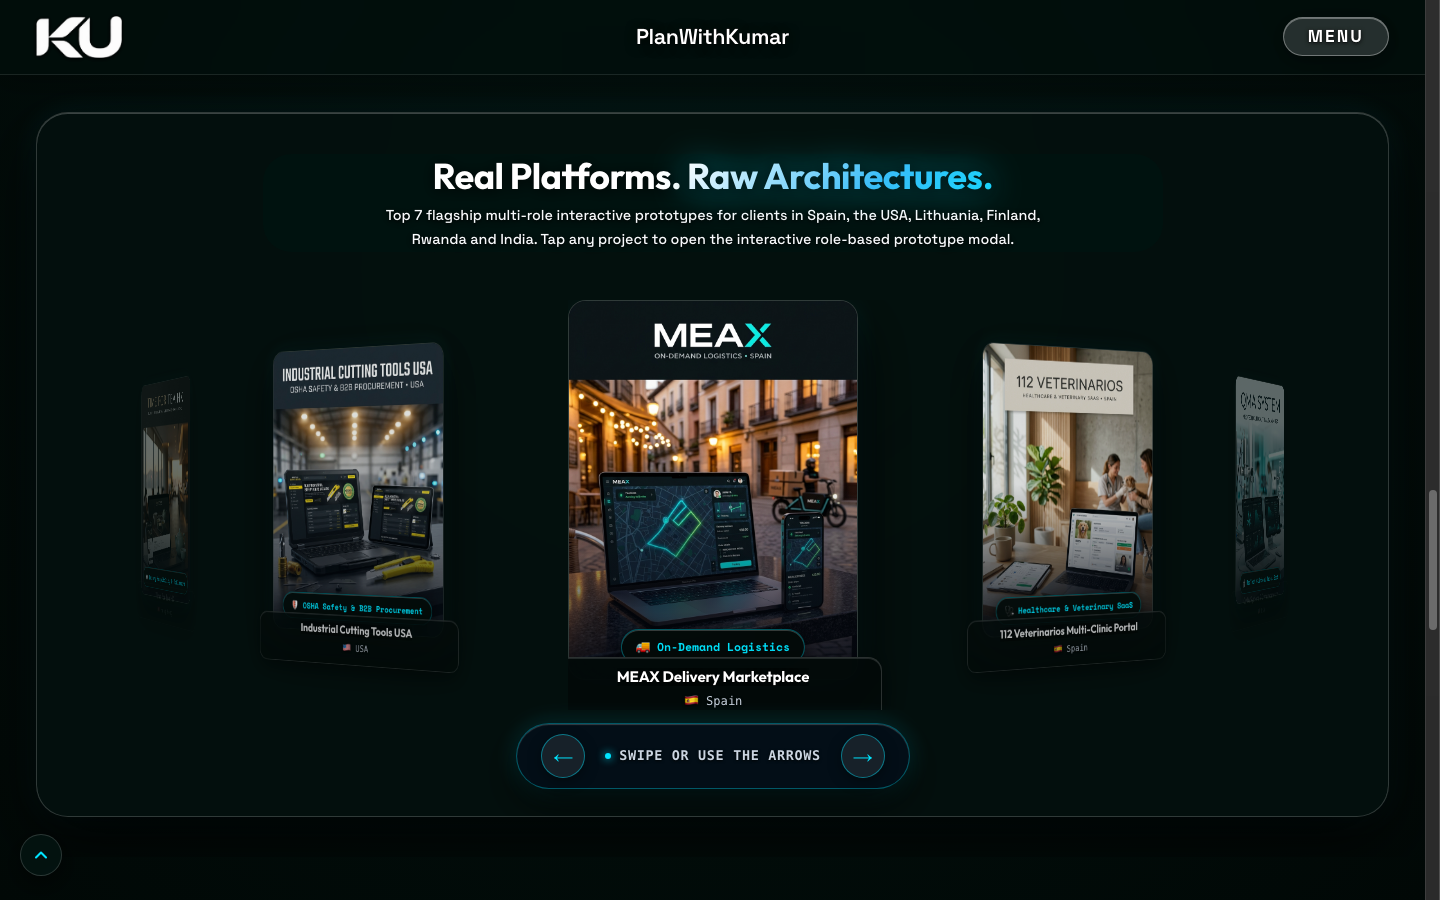 KU
PlanWithKumar
MENU
Real Platforms. Raw Architectures.
Top 7 flagship multi-role interactive prototypes for clients in Spain, the USA, Lithuania, Finland,
Rwanda and India. Tap any project to open the interactive role-based prototype modal.
INDUSTRIAL CUTTING TOOLS USA
OSHA SAFETY & B2B PROCUREMENT • USA
OSHA Safety & B2B Procurement
Industrial Cutting Tools USA
USA
MEAX
ON-DEMAND LOGISTICS • SPAIN
MEAX
MEAX
On-Demand Logistics
MEAX Delivery Marketplace
Spain
112 VETERINARIOS
HEALTHCARE & VETERINARY SAAS • SPAIN
Healthcare & Veterinary SaaS
112 Veterinarios Multi-Clinic Portal
Spain
QMA SYSTEM
← SWIPE OR USE THE ARROWS →